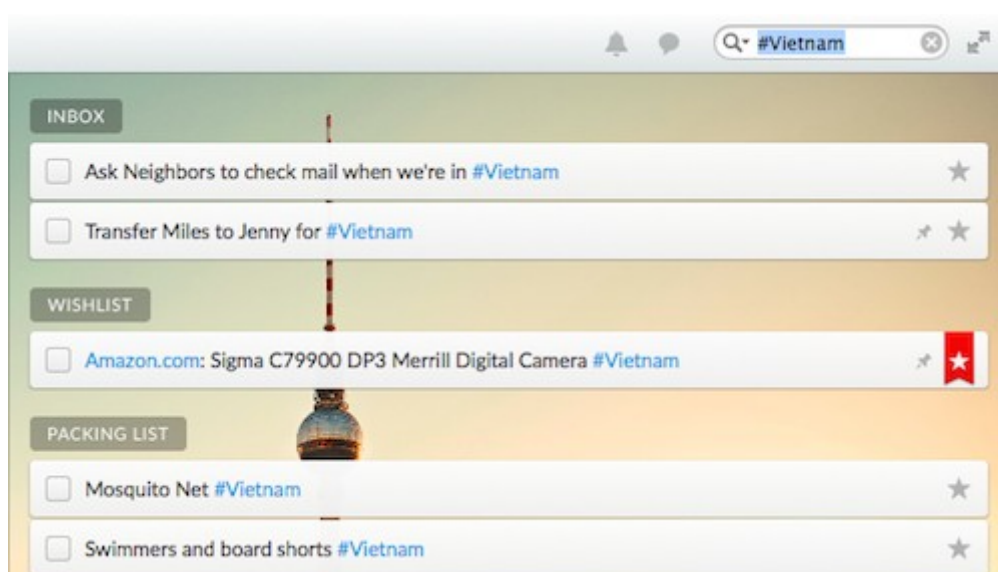 #Vietnam
INBOX
Ask Neighbors to check mail when we're in #Vietnam
Transfer Miles to Jenny for #Vietnam
WISHLIST
Amazon.com: Sigma C79900 DP3 Merrill Digital Camera #Vietnam
PACKING LIST
Mosquito Net #Vietnam
Swimmers and board shorts #Vietnam